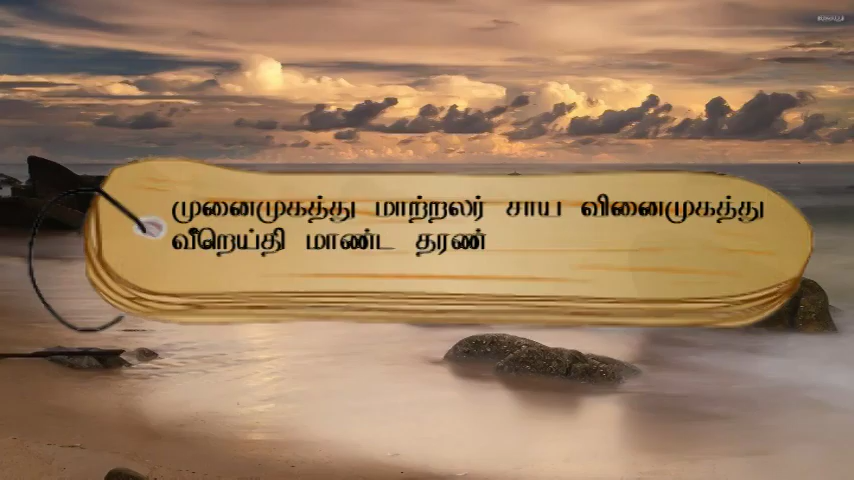 முனைமுகத்து மாற்றலர் சாய வினைமுகத்து
வீறெய்தி மாண்ட தரண்